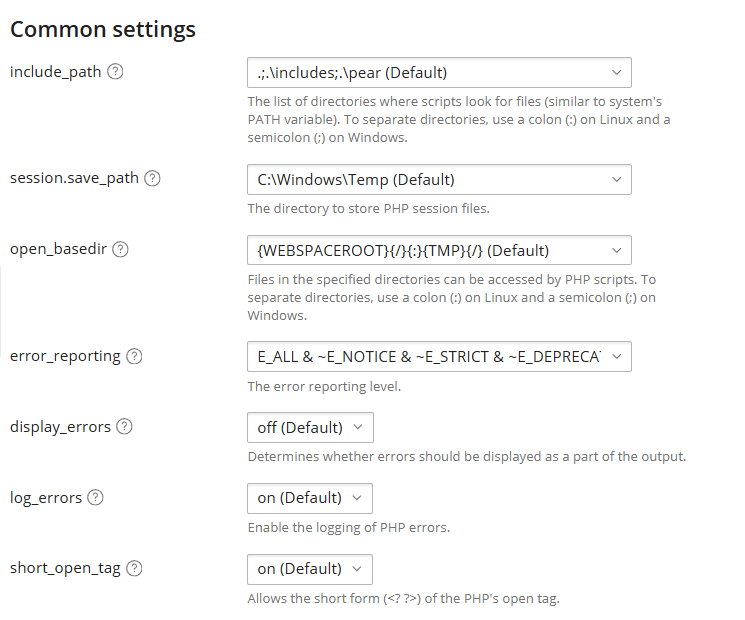 Common settings
include_path ?
.;.\includes;.\pear (Default)
The list of directories where scripts look for files (similar to system's
PATH variable). To separate directories, use a colon (:) on Linux and a
semicolon (;) on Windows.
session.save_path ?
C:\Windows\Temp (Default)
The directory to store PHP session files.
open_basedir ?
{WEBSPACEROOT}{/}{:}{TMP}{/} (Default)
Files in the specified directories can be accessed by PHP scripts. To
separate directories, use a colon (:) on Linux and a semicolon (;) on
Windows.
error_reporting ?
E_ALL & ~E_NOTICE & ~E_STRICT & ~E_DEPRECA
The error reporting level.
display_errors ?
off (Default)
Determines whether errors should be displayed as a part of the output.
log_errors ?
on (Default)
Enable the logging of PHP errors.
short_open_tag ?
on (Default)
Allows the short form (<? ?>) of the PHP's open tag.